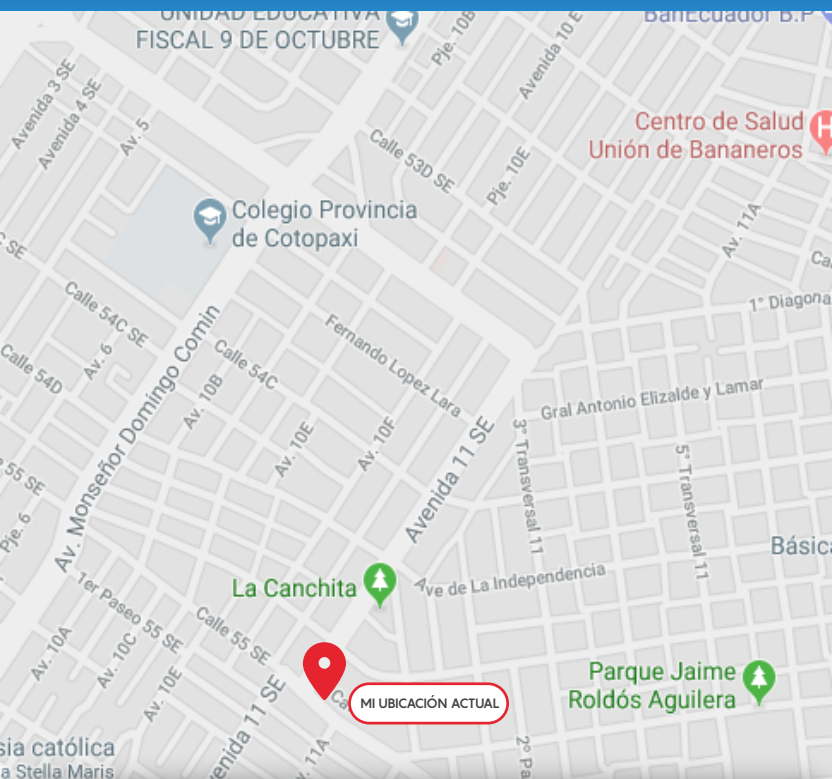 UNIDAD EDUCATIVA
FISCAL 9 DE OCTUBRE
Pje. 10B
Avenida 10 E
BanEcuador B.P
Avenida 3 SE
Avenida 4 SE
Av. 5
Calle 53D SE
Pje. 10E
Centro de Salud
Unión de Bananeros
H
Colegio Provincia
de Cotopaxi
Av. 11A
SE
Ca
1° Diagona
Calle 54C SE
Av. 6
Calle 54D
Av. Monseñor Domingo Comin
Calle 54C
Av. 10B
Fernando Lopez Lara
Gral Antonio Elizalde y Lamar
Av. 10E
Av. 10F
Avenida 11 SE
3° Transversal 11
5° Transversal 11
55 SE
Pje. 6
Básica
La Canchita
Ave de La Independencia
1er Paseo 55 SE
Calle 55 SE
Av. 10A
Av. 10C
Av. 10E
Avenida 11 SE
Ca
MI UBICACIÓN ACTUAL
Parque Jaime
Roldós Aguilera
2° Pa
11A
sia católica
a Stella Maris